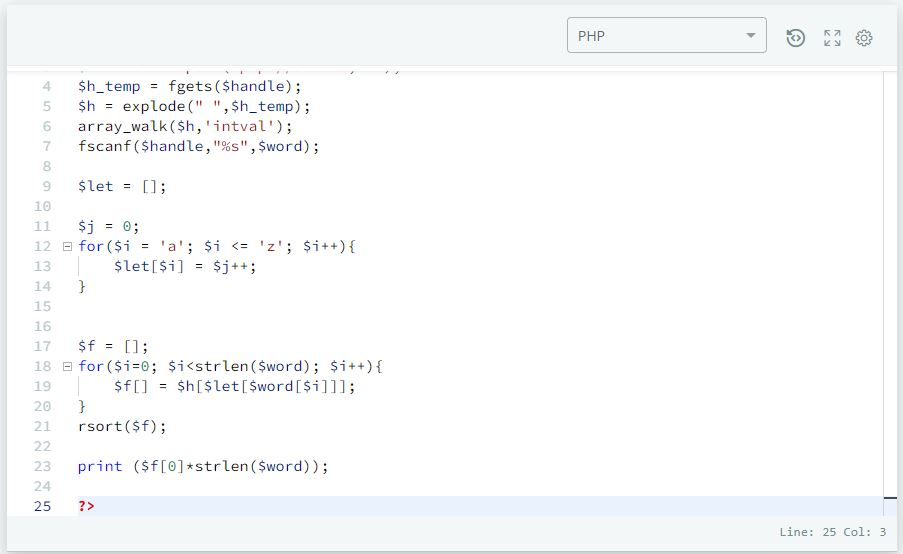 PHP
4 $h_temp = fgets($handle);
5 $h = explode(" ",$h_temp);
6 array_walk($h,'intval');
7 fscanf($handle,"%s",$word);
8
9 $let = [];
10
11 $j = 0;
12 for($i = 'a'; $i <= 'z'; $i++){
13 $let[$i] = $j++;
14 }
15
16
17 $f = [];
18 for($i=0; $i<strlen($word); $i++){
19 $f[] = $h[$let[$word[$i]]];
20 }
21 rsort($f);
22
23 print ($f[0]*strlen($word));
24
25 ?>
Line: 25 Col: 3